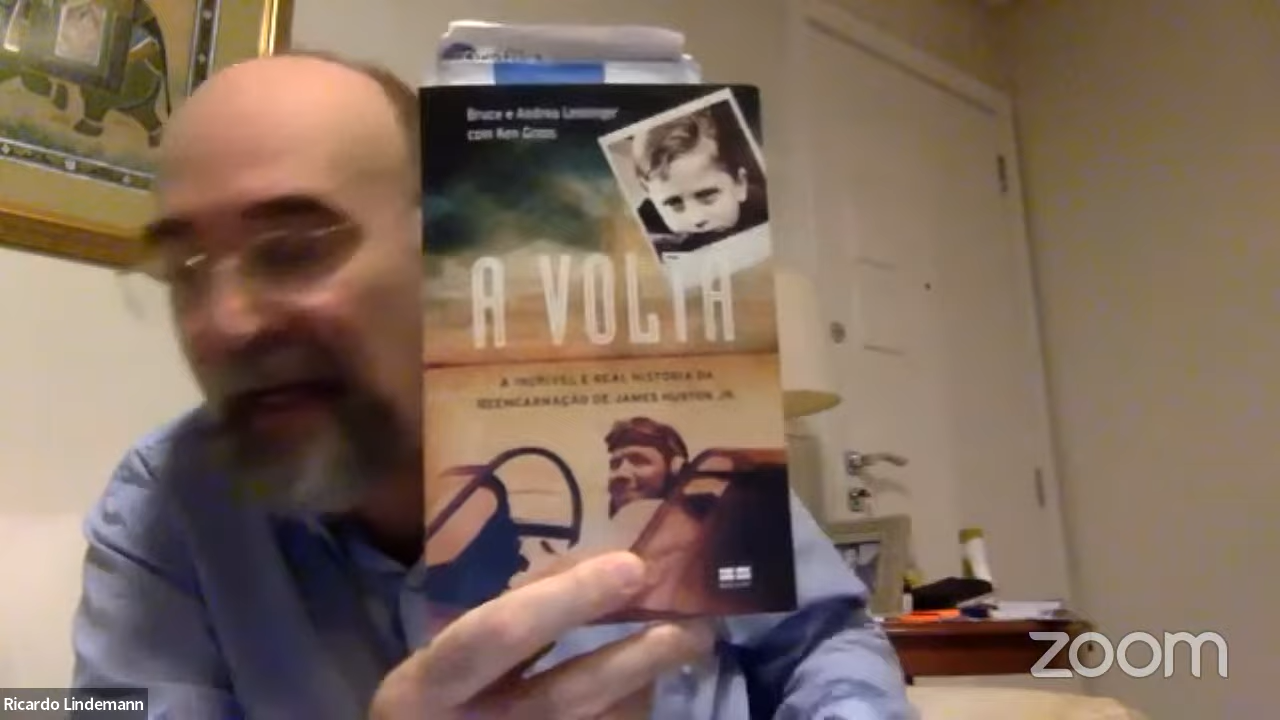 Bruce e Andrea Leininger
com Ken Gross
A VOLTA
A INCRÍVEL E REAL HISTÓRIA DA
REENCARNAÇÃO DE JAMES HUSTON JR.
zoom
Ricardo Lindemann